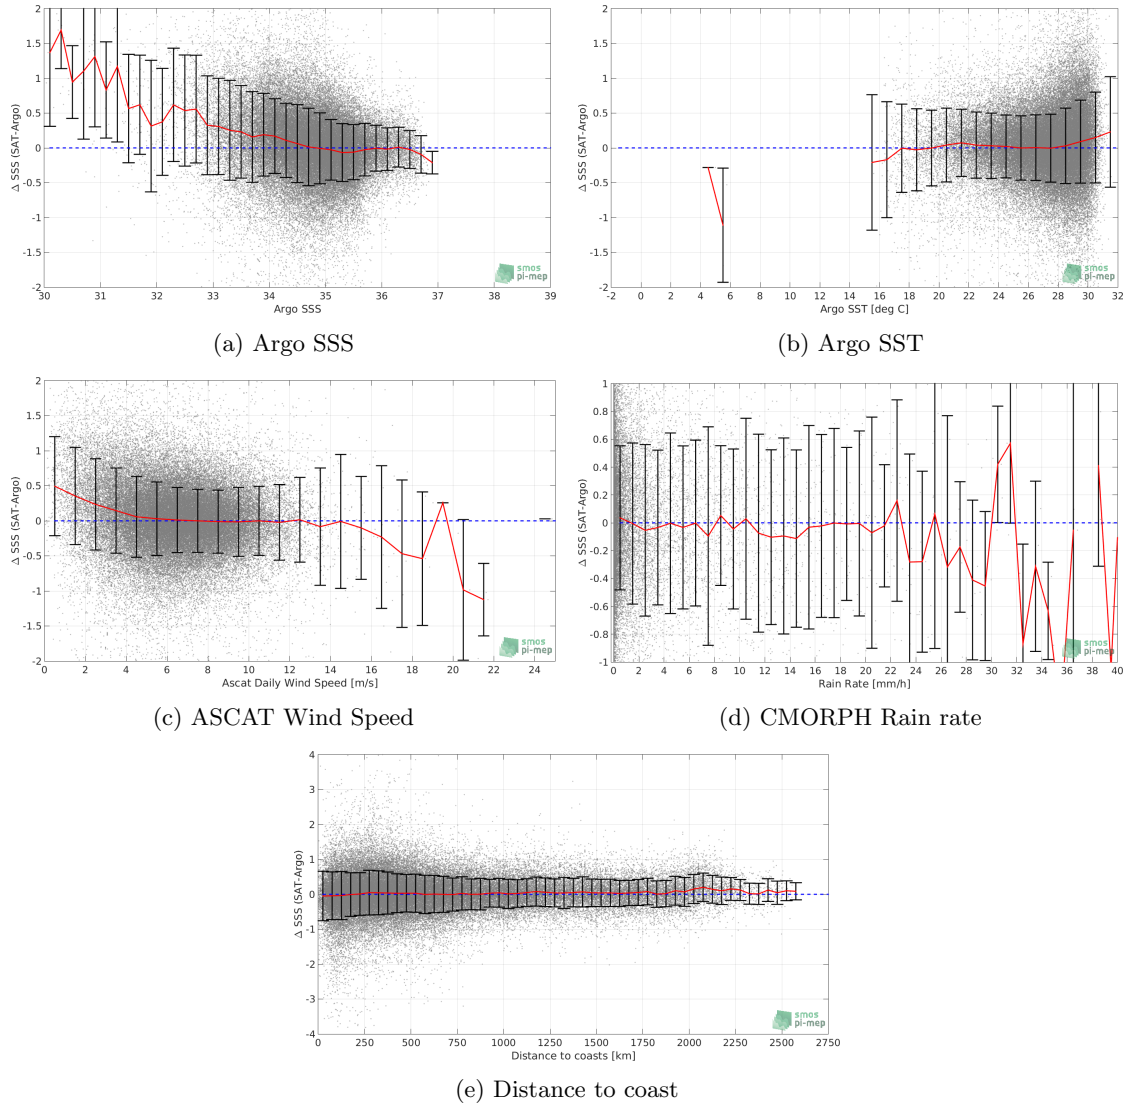 2
1.5
1
0.5
0
-0.5
-1
-1.5
-2
Δ SSS (SAT-Argo)
30 31 32 33 34 35 36 37 38 39
Argo SSS
smos
pi-mep
(a) Argo SSS
2
1.5
1
0.5
0
-0.5
-1
-1.5
-2
Δ SSS (SAT-Argo)
-2 0 2 4 6 8 10 12 14 16 18 20 22 24 26 28 30 32
Argo SST [deg C]
smos
pi-mep
(b) Argo SST
2
1.5
1
0.5
0
-0.5
-1
-1.5
-2
Δ SSS (SAT-Argo)
0 2 4 6 8 10 12 14 16 18 20 22 24
Ascat Daily Wind Speed [m/s]
smos
pi-mep
(c) ASCAT Wind Speed
1
0.8
0.6
0.4
0.2
0
-0.2
-0.4
-0.6
-0.8
-1
Δ SSS (SAT-Argo)
0 2 4 6 8 10 12 14 16 18 20 22 24 26 28 30 32 34 36 38 40
Rain Rate [mm/h]
smos
pi-mep
(d) CMORPH Rain rate
4
3
2
1
0
-1
-2
-3
-4
Δ SSS (SAT-Argo)
0 250 500 750 1000 1250 1500 1750 2000 2250 2500 2750
Distance to coasts [km]
smos
pi-mep
(e) Distance to coast